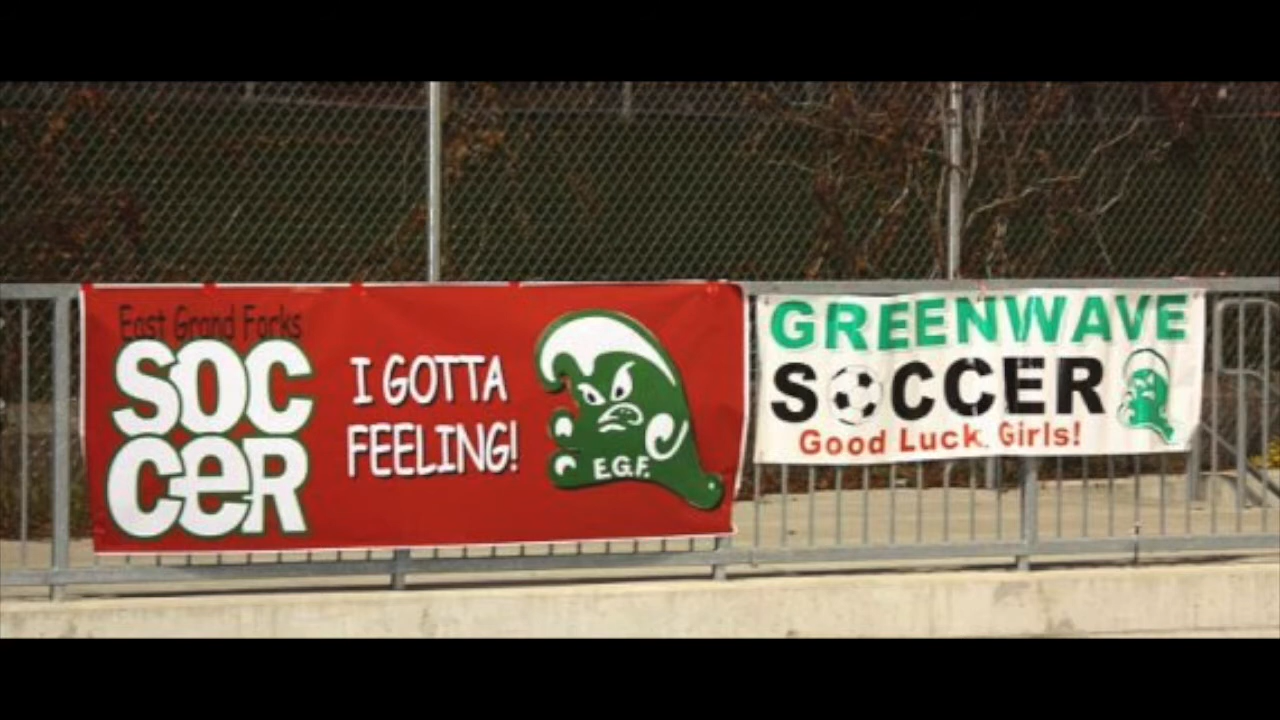 East Grand Forks
SOC
CeR
I GOTTA
FEELING!
E.G.F.
GREENWAVE
SOCCER
Good Luck Girls!